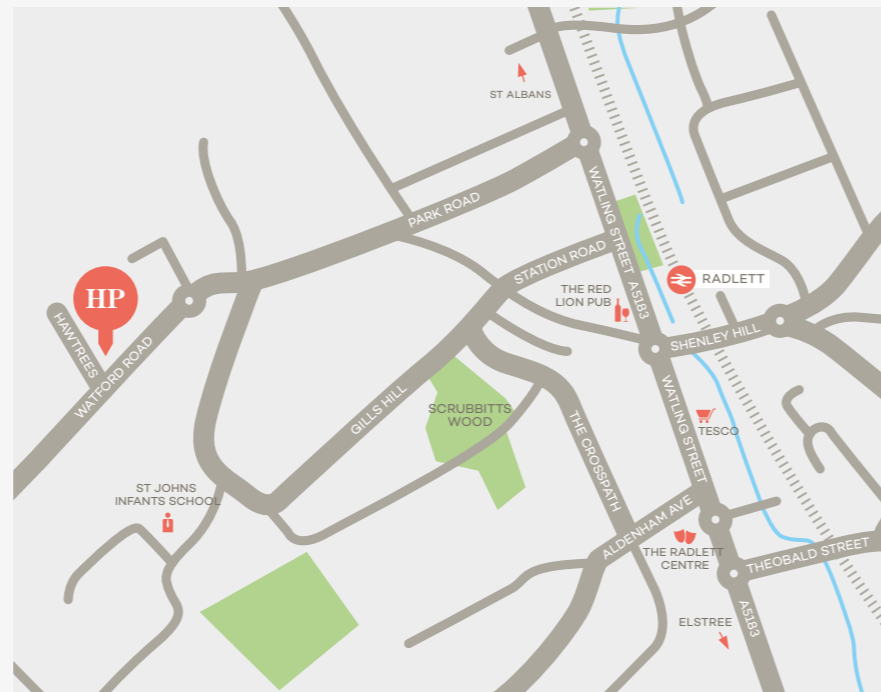 ST ALBANS
PARK ROAD
WATLING STREET A5183
STATION ROAD
RADLETT
HP
THE RED
LION PUB
HAWTREES
WATFORD ROAD
SHENLEY HILL
GILLS HILL
SCRUBBITTS
WOOD
WATLING STREET
TESCO
THE CROSSPATH
ST JOHNS
INFANTS SCHOOL
ALDENHAM AVE
THE RADLETT
CENTRE
THEOBALD STREET
ELSTREE
A5183